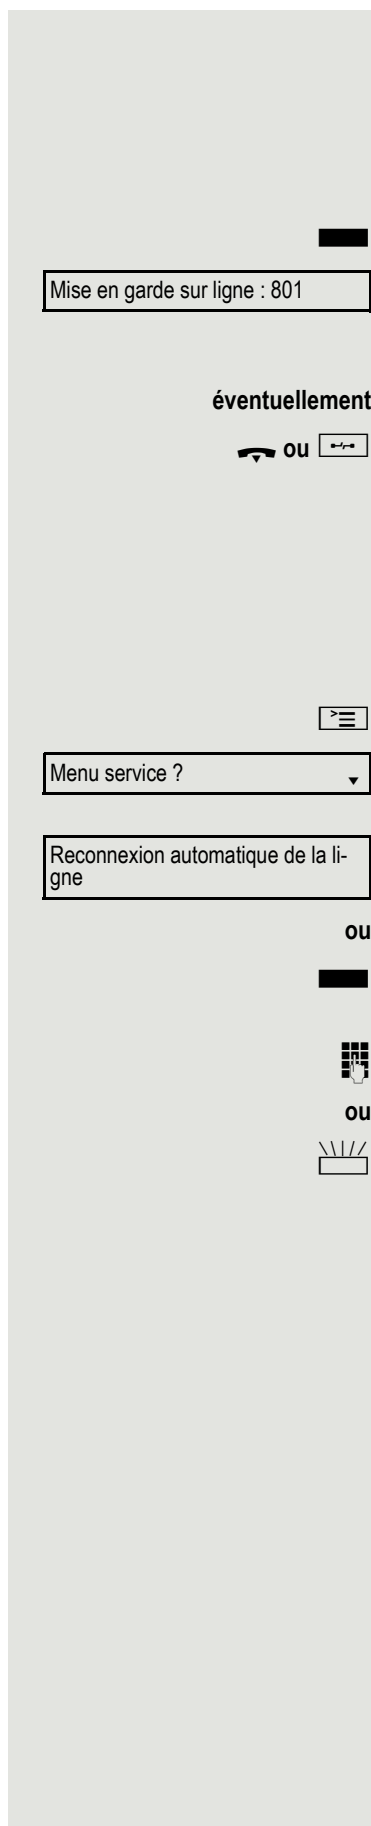 Mise en garde sur ligne : 801
éventuellement
ou
Menu service ?
Reconnexion automatique de la li-
gne
ou
ou